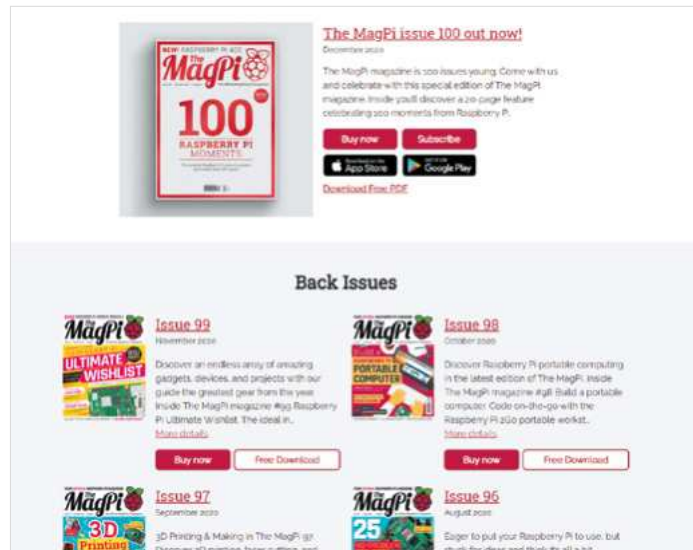 The MagPi issue 100 out now!
December 2020
The MagPi magazine is 100 issues young. Come with us
and celebrate with this special edition of The MagPi
magazine. Inside you'll discover a 20-page feature
celebrating 100 moments from Raspberry Pi.
Buy now
Subscribe
App Store
Google Play
Download Free PDF
The
MagPi
100
RASPBERRY PI
MOMENTS
Back Issues
The
MagPi
ULTIMATE
WISHLIST
Issue 99
November 2020
Discover an endless array of amazing
gadgets, devices, and projects with our
guide the greatest gear from the year
inside The MagPi magazine #99 Raspberry
Pi Ultimate Wishlist. The ideal in...
More details
Buy now
Free Download
The
MagPi
PORTABLE
COMPUTER
Issue 98
October 2020
Discover Raspberry Pi portable computing
in the latest edition of The MagPi. Inside
The MagPi magazine #98: Build a portable
computer. Code on-the-go with the
Raspberry Pi 2Go portable workst...
More details
Buy now
Free Download
The
MagPi
3D
Printing
Issue 97
September 2020
3D Printing & Making in The MagPi 97
The
MagPi
25
Issue 96
August 2020
Eager to put your Raspberry Pi to use, but